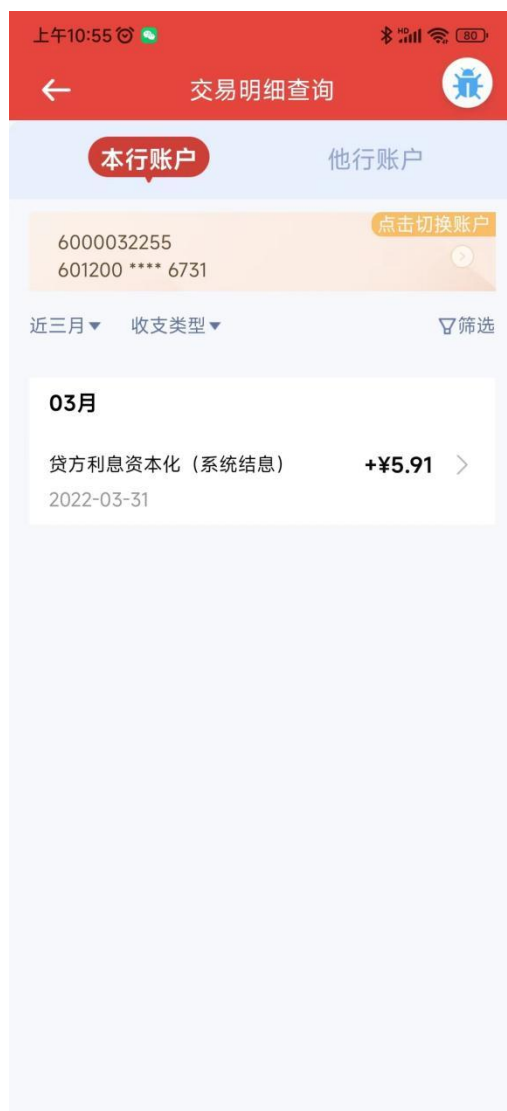 上午10:55
HD
80
交易明细查询
本行账户
他行账户
点击切换账户
6000032255
601200 **** 6731
近三月▼ 收支类型▼ 筛选
03月
贷方利息资本化（系统结息） +¥5.91
2022-03-31